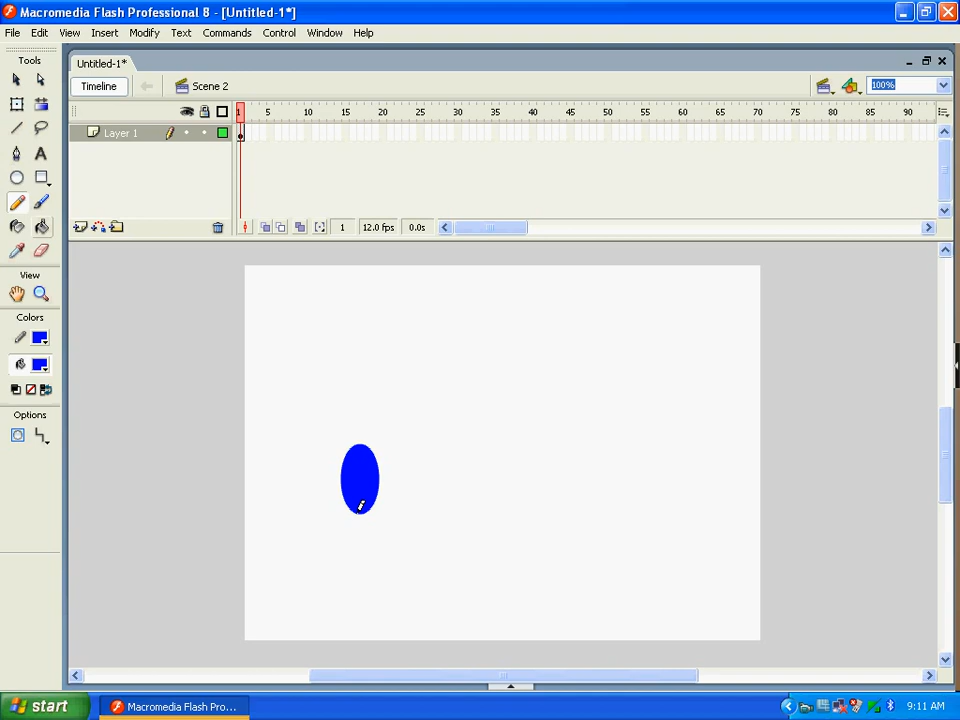 Macromedia Flash Professional 8 - [Untitled-1*]
File Edit View Insert Modify Text Commands Control Window Help
Tools
Untitled-1*
Timeline
Scene 2
100%
1 5 10 15 20 25 30 35 40 45 50 55 60 65 70 75 80 85 90
Layer 1
1 12.0 fps 0.0s
A
View
Colors
Options
start
Macromedia Flash Pro...
9:11 AM